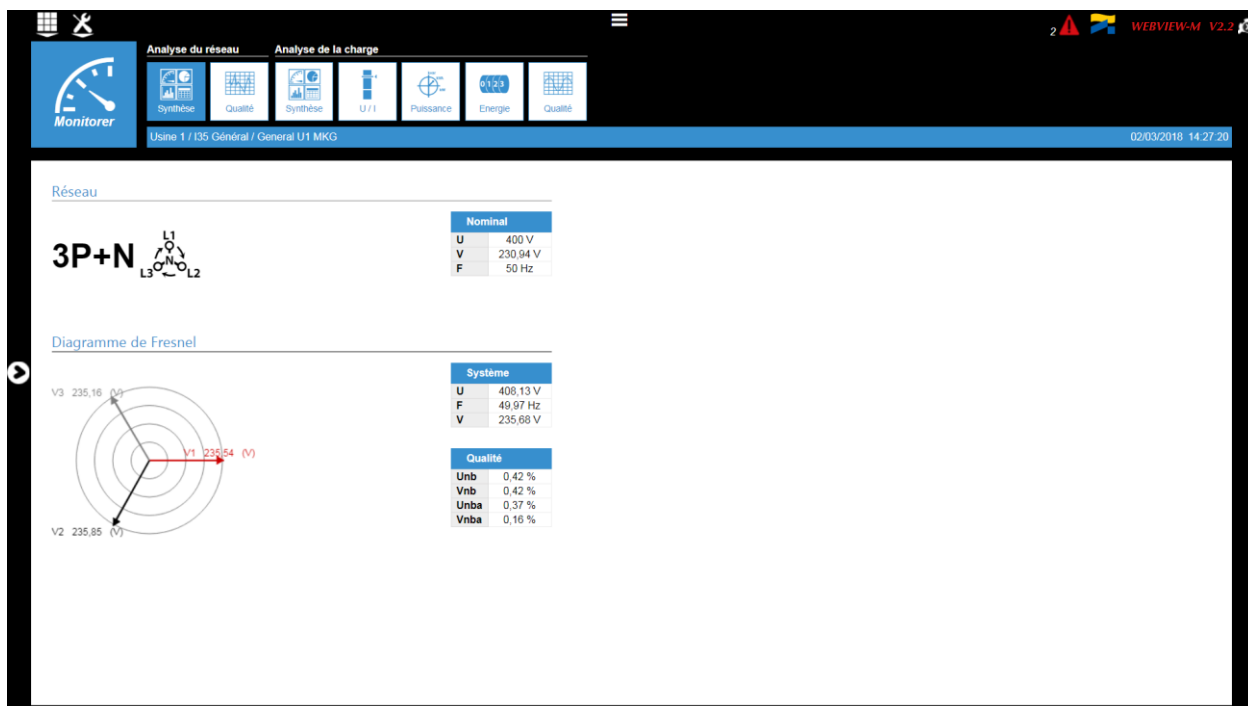 2 WEBVIEW-M V2.2
Analyse du réseau Analyse de la charge
Synthèse Qualité Synthèse U / I Puissance 0123 Energie Qualité
Monitorer
Usine 1 / I35 Général / General U1 MKG 02/03/2018 14:27:20
Réseau
3P+N L1 N L3 L2
Nominal
U 400 V
V 230,94 V
F 50 Hz
Diagramme de Fresnel
Système
U 408,13 V
F 49,97 Hz
V 235,68 V
V3 235,16 (V)
V1 235,54 (V)
V2 235,85 (V)
Qualité
Unb 0,42 %
Vnb 0,42 %
Unba 0,37 %
Vnba 0,16 %